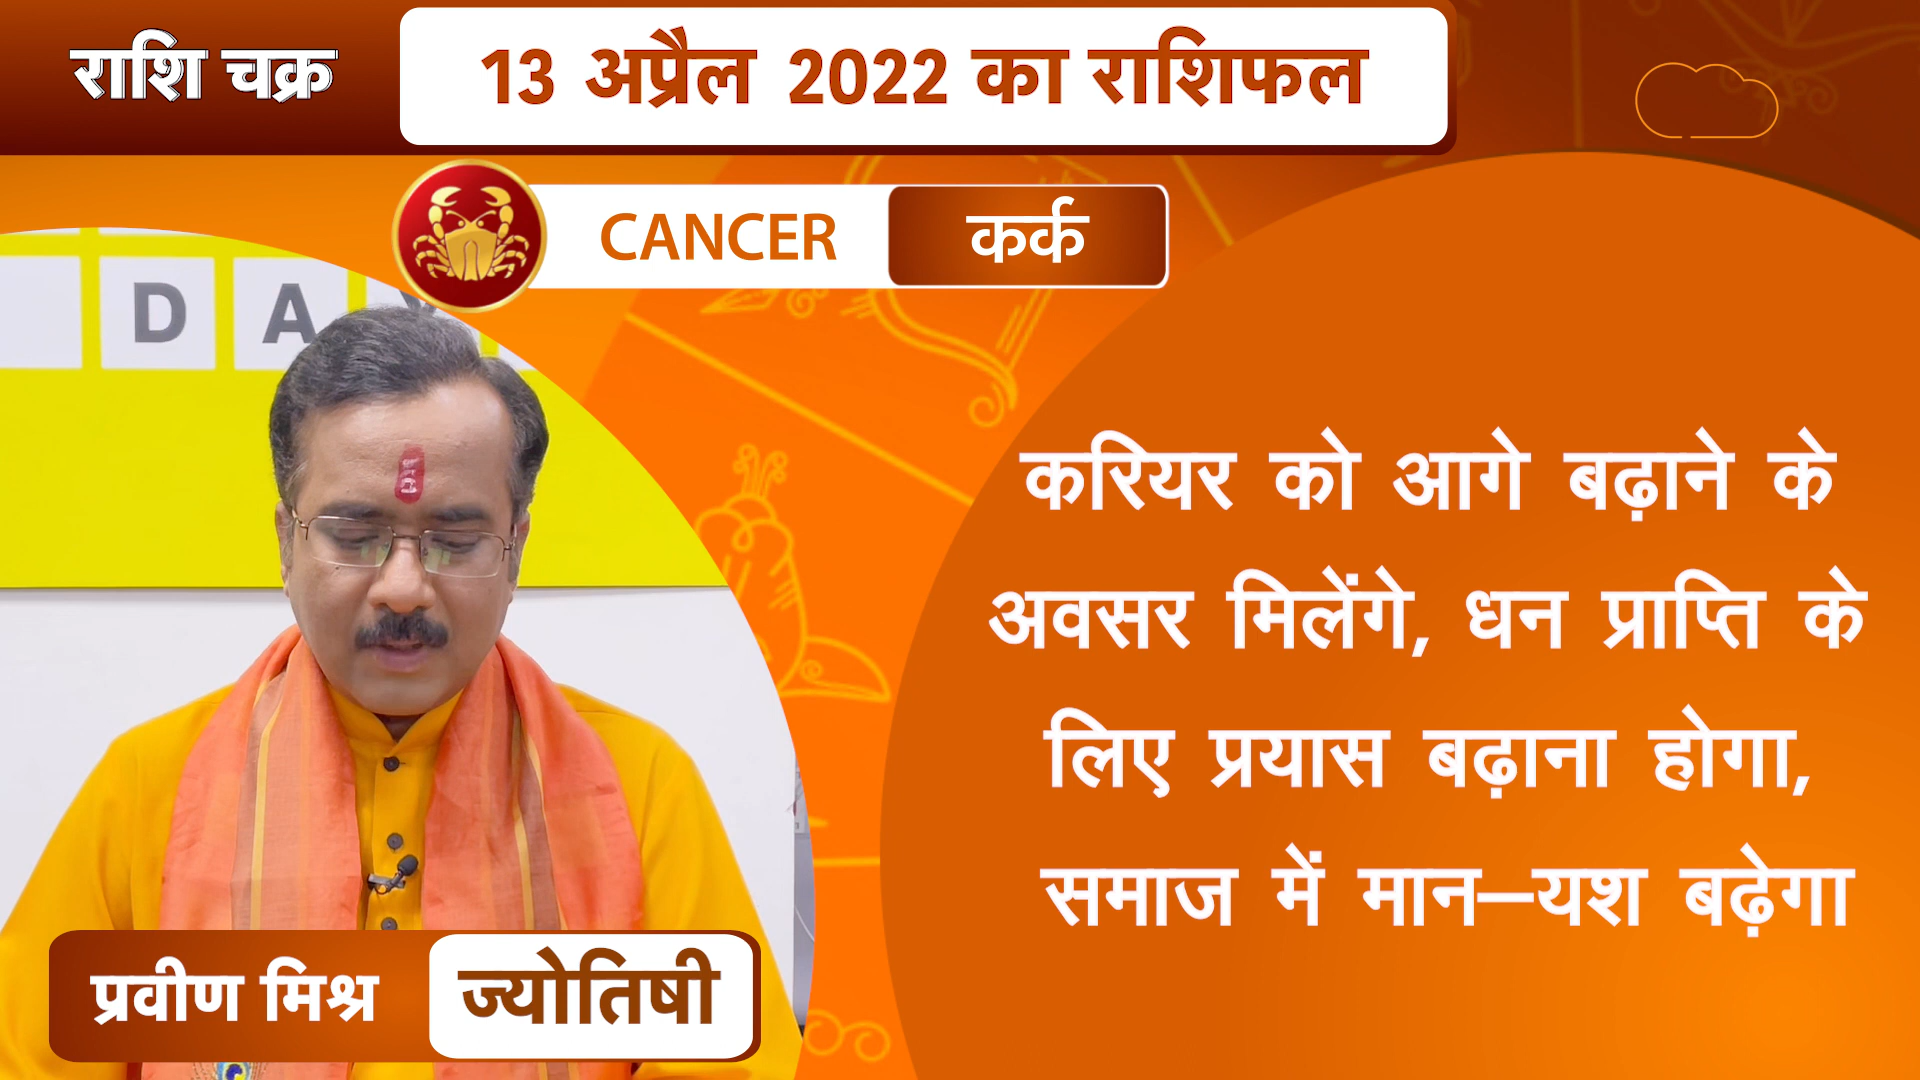 राशि चक्र
13 अप्रैल 2022 का राशिफल
CANCER कर्क
DAY
करियर को आगे बढ़ाने के
अवसर मिलेंगे, धन प्राप्ति के
लिए प्रयास बढ़ाना होगा,
समाज में मान–यश बढ़ेगा
प्रवीण मिश्र ज्योतिषी